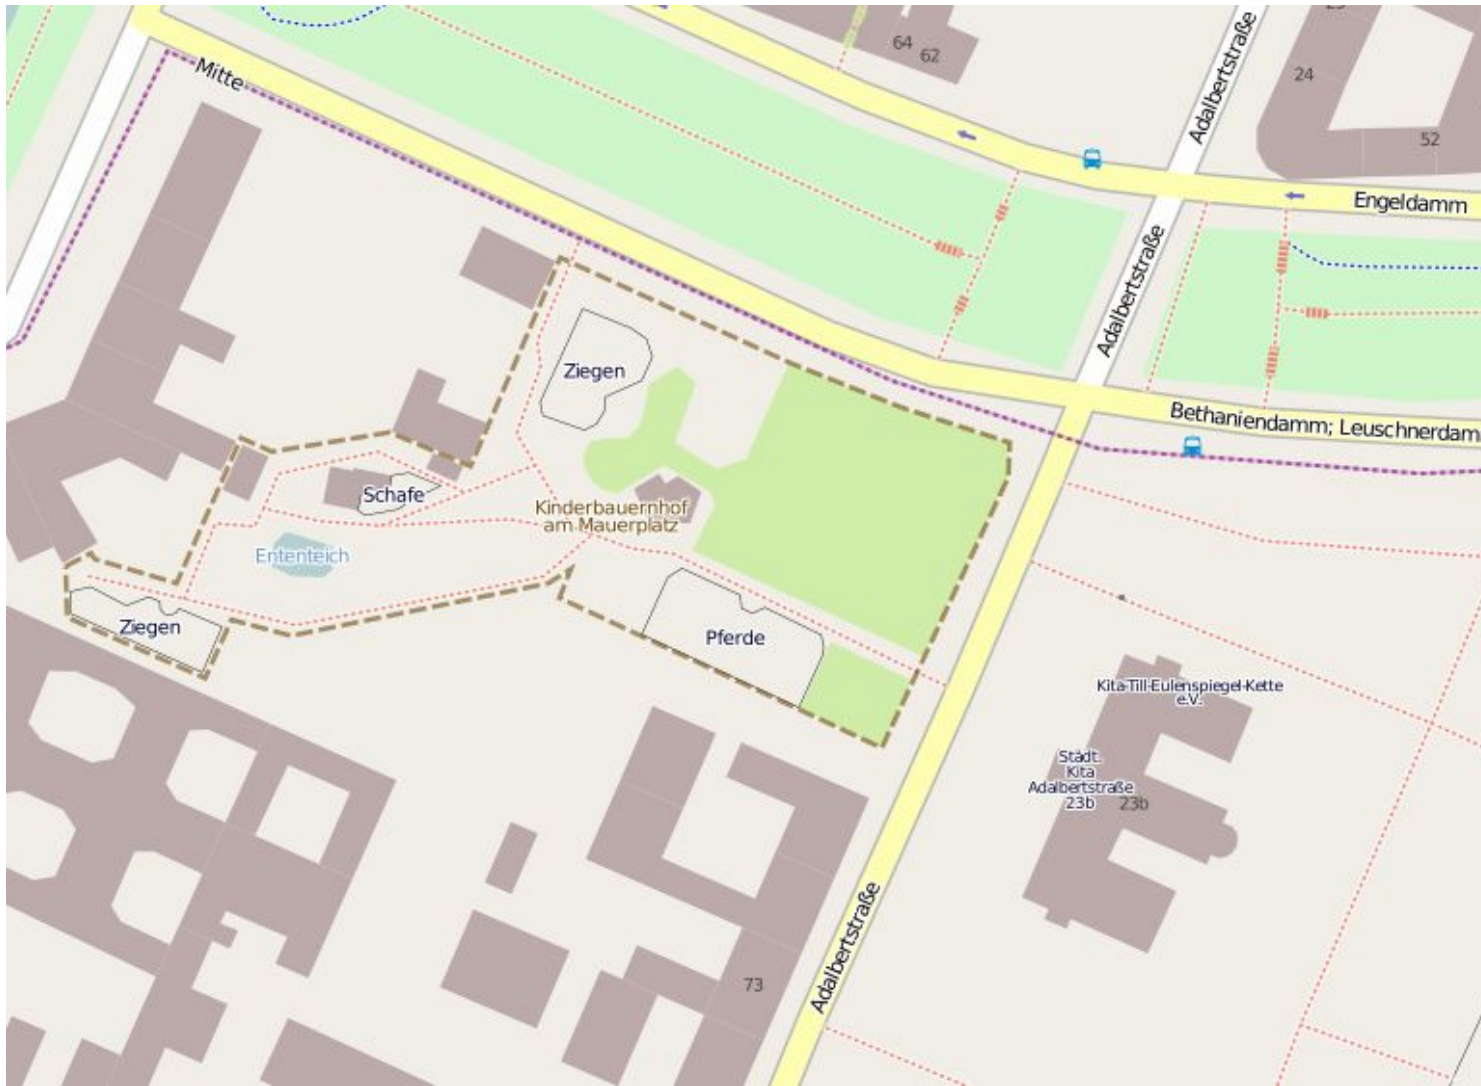 64
62
24
52
Mitte
Adalbertstraße
Engeldamm
Adalbertstraße
Ziegen
Bethaniendamm; Leuschnerdam
Schafe
Kinderbauernhof
am Mauerplatz
Ententeich
Ziegen
Pferde
Kita-Till-Eulenspiegel-Kette
e.V.
Städt.
Kita
Adalbertstraße
23b
23b
Adalbertstraße
73